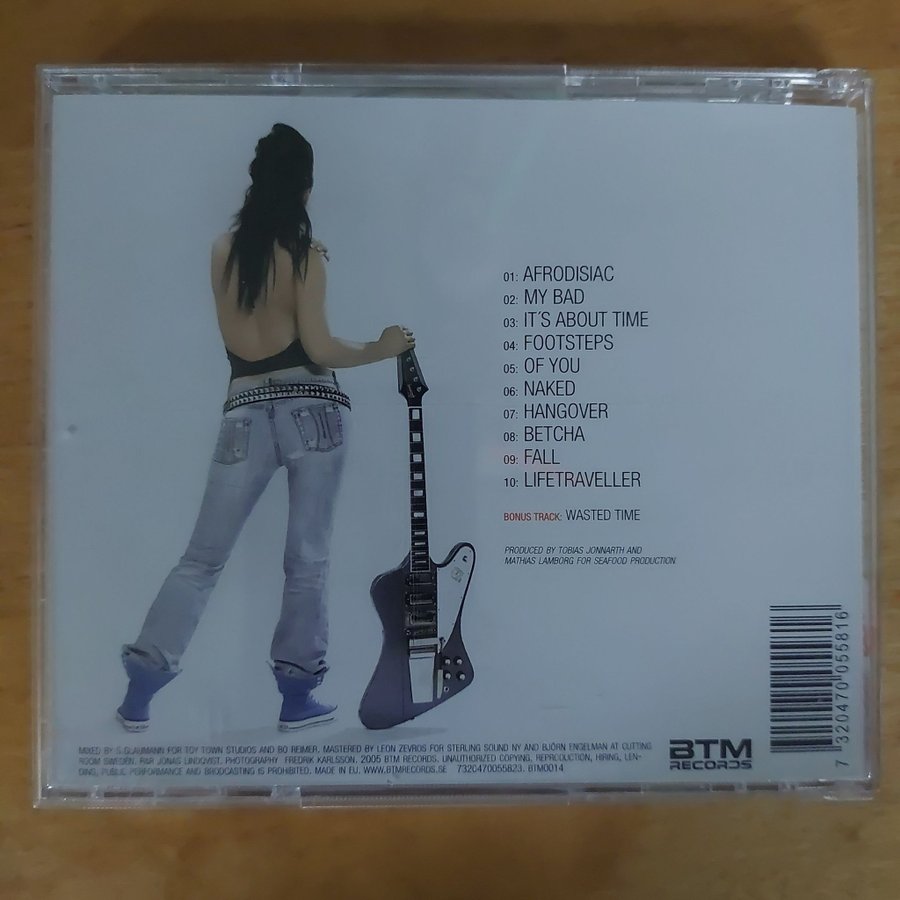 01: AFRODISIAC
02: MY BAD
03: IT´S ABOUT TIME
04: FOOTSTEPS
05: OF YOU
06: NAKED
07: HANGOVER
08: BETCHA
09: FALL
10: LIFETRAVELLER
BONUS TRACK: WASTED TIME
PRODUCED BY TOBIAS JONNARTH AND
MATHIAS LAMBORG FOR SEAFOOD PRODUCTION
7 320470 055816
MIXED BY S.GLAUMANN FOR TOY TOWN STUDIOS AND BO REIMER. MASTERED BY LEON ZEVROS FOR STERLING SOUND NY AND BJÖRN ENGELMAN AT CUTTING
ROOM SWEDEN. P&R JONAS LINDQVIST. PHOTOGRAPHY FREDRIK KARLSSON. 2005 BTM RECORDS. UNAUTHORIZED COPYING, REPRODUCTION, HIRING, LEN-
DING, PUBLIC PERFORMANCE AND BRODCASTING IS PROHIBITED. MADE IN EU. WWW.BTMRECORDS.SE 7320470055823. BTM0014
BTM
RECORDS